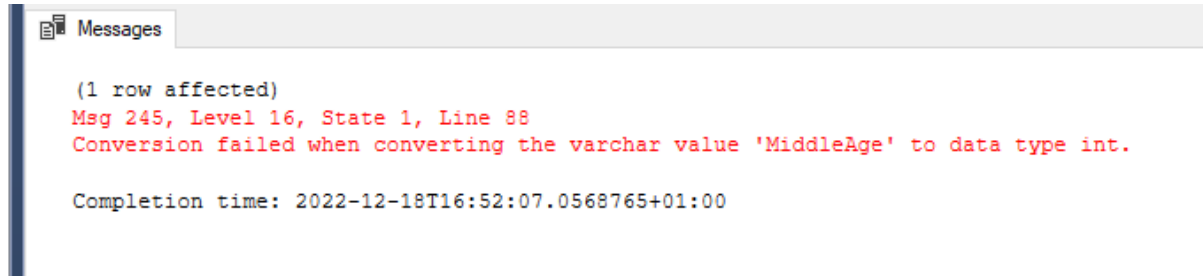 Messages
(1 row affected)
Msg 245, Level 16, State 1, Line 88
Conversion failed when converting the varchar value 'MiddleAge' to data type int.
Completion time: 2022-12-18T16:52:07.0568765+01:00